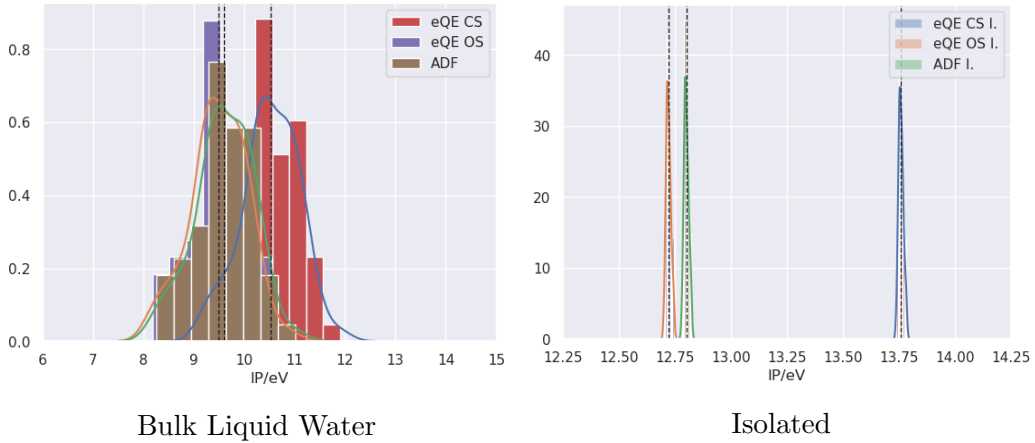 eQE CS
eQE OS
ADF
0.8
0.6
0.4
0.2
0.0
6 7 8 9 10 11 12 13 14 15
IP/eV
Bulk Liquid Water
eQE CS I.
eQE OS I.
ADF I.
40
30
20
10
0
12.25 12.50 12.75 13.00 13.25 13.50 13.75 14.00 14.25
IP/eV
Isolated